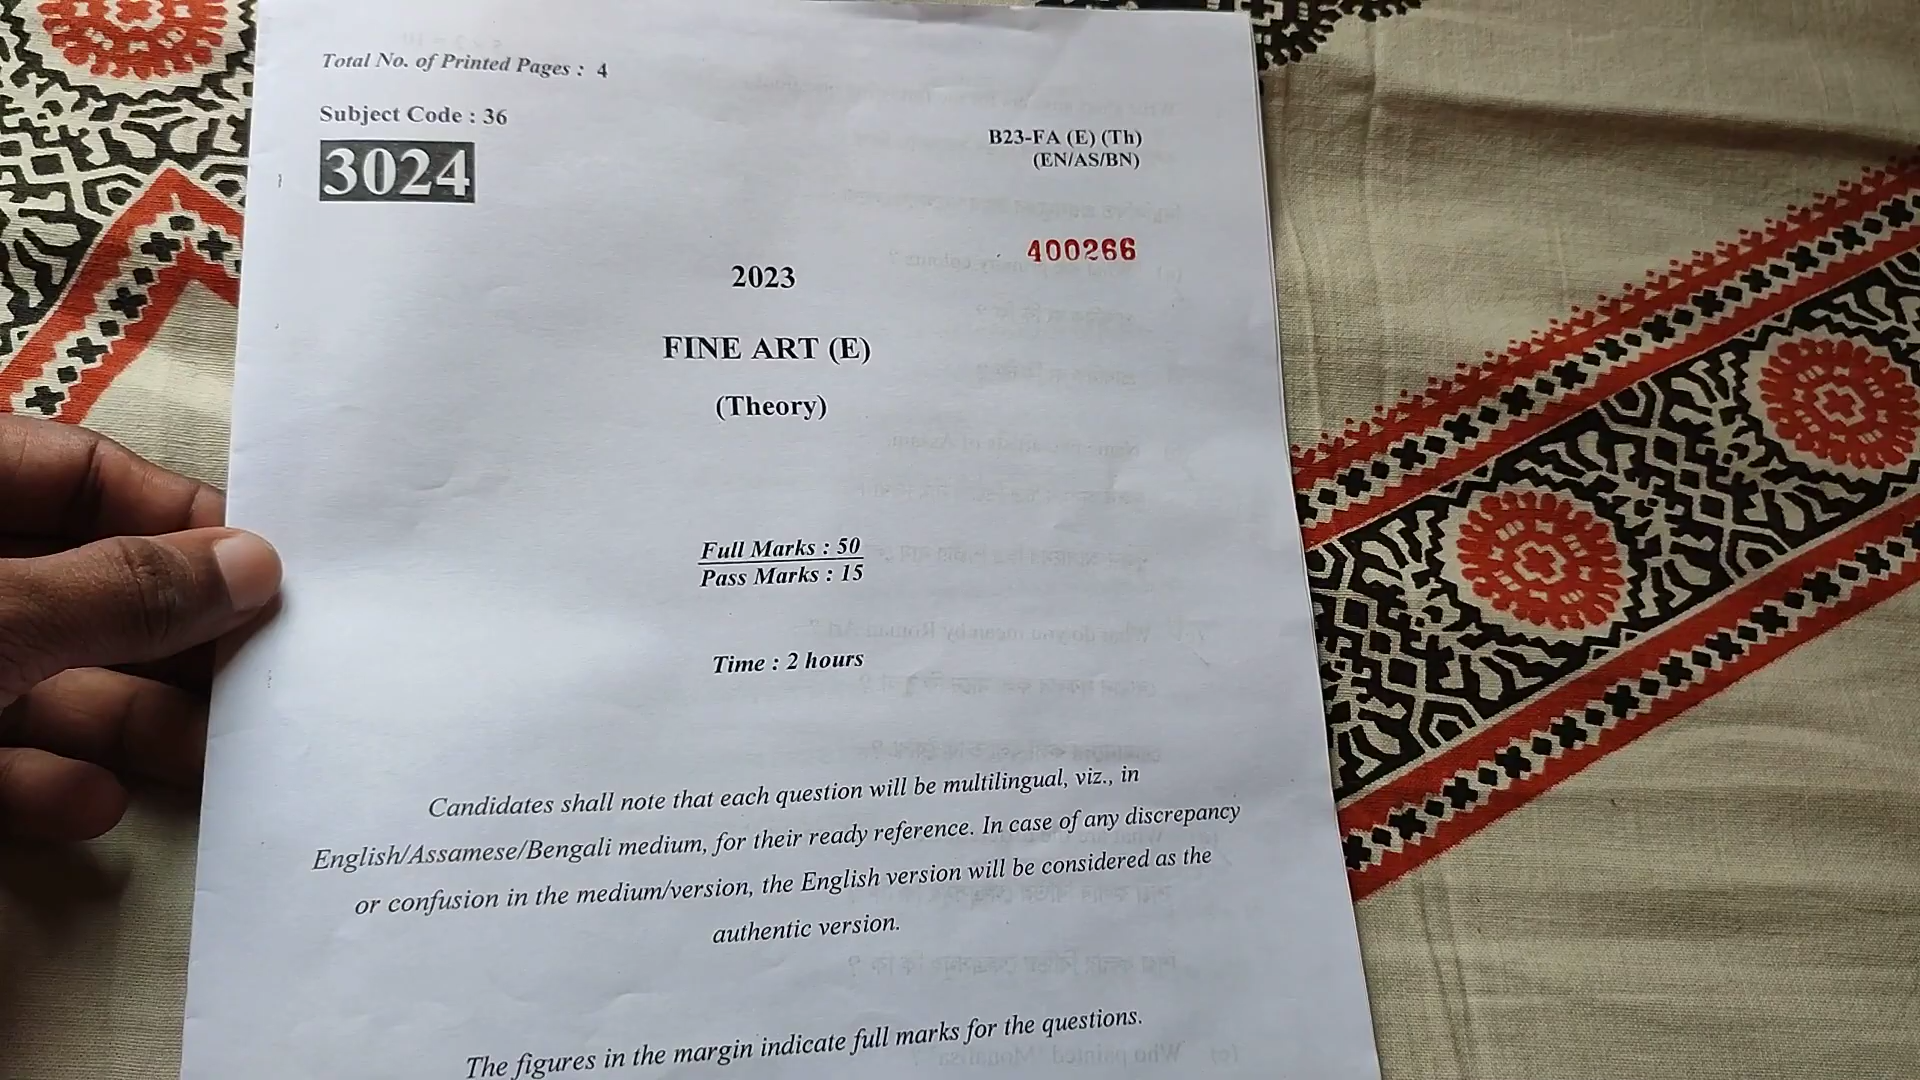 Total No. of Printed Pages : 4
Subject Code : 36
3024
B23-FA (E) (Th)
(EN/AS/BN)
400266
2023
FINE ART (E)
(Theory)
Full Marks : 50
Pass Marks : 15
Time : 2 hours
Candidates shall note that each question will be multilingual, viz., in
English/Assamese/Bengali medium, for their ready reference. In case of any discrepancy
or confusion in the medium/version, the English version will be considered as the
authentic version.
The figures in the margin indicate full marks for the questions.